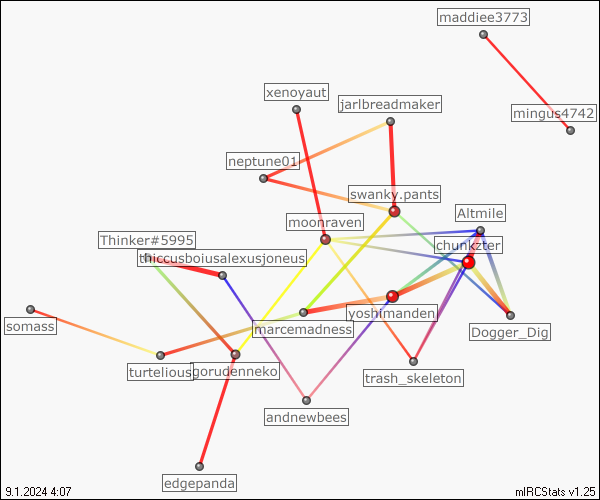 maddiee3773
xenoyaut
jarlbreadmaker
mingus4742
neptune01
swanky.pants
moonraven
Altmile
Thinker#5995
chunkzter
thiccusboiusalexusjoneus
somass
marcemadness
yoshimanden
Dogger_Dig
turtelious
gorudenneko
trash_skeleton
andnewbees
edgepanda
9.1.2024 4:07
mIRCStats v1.25